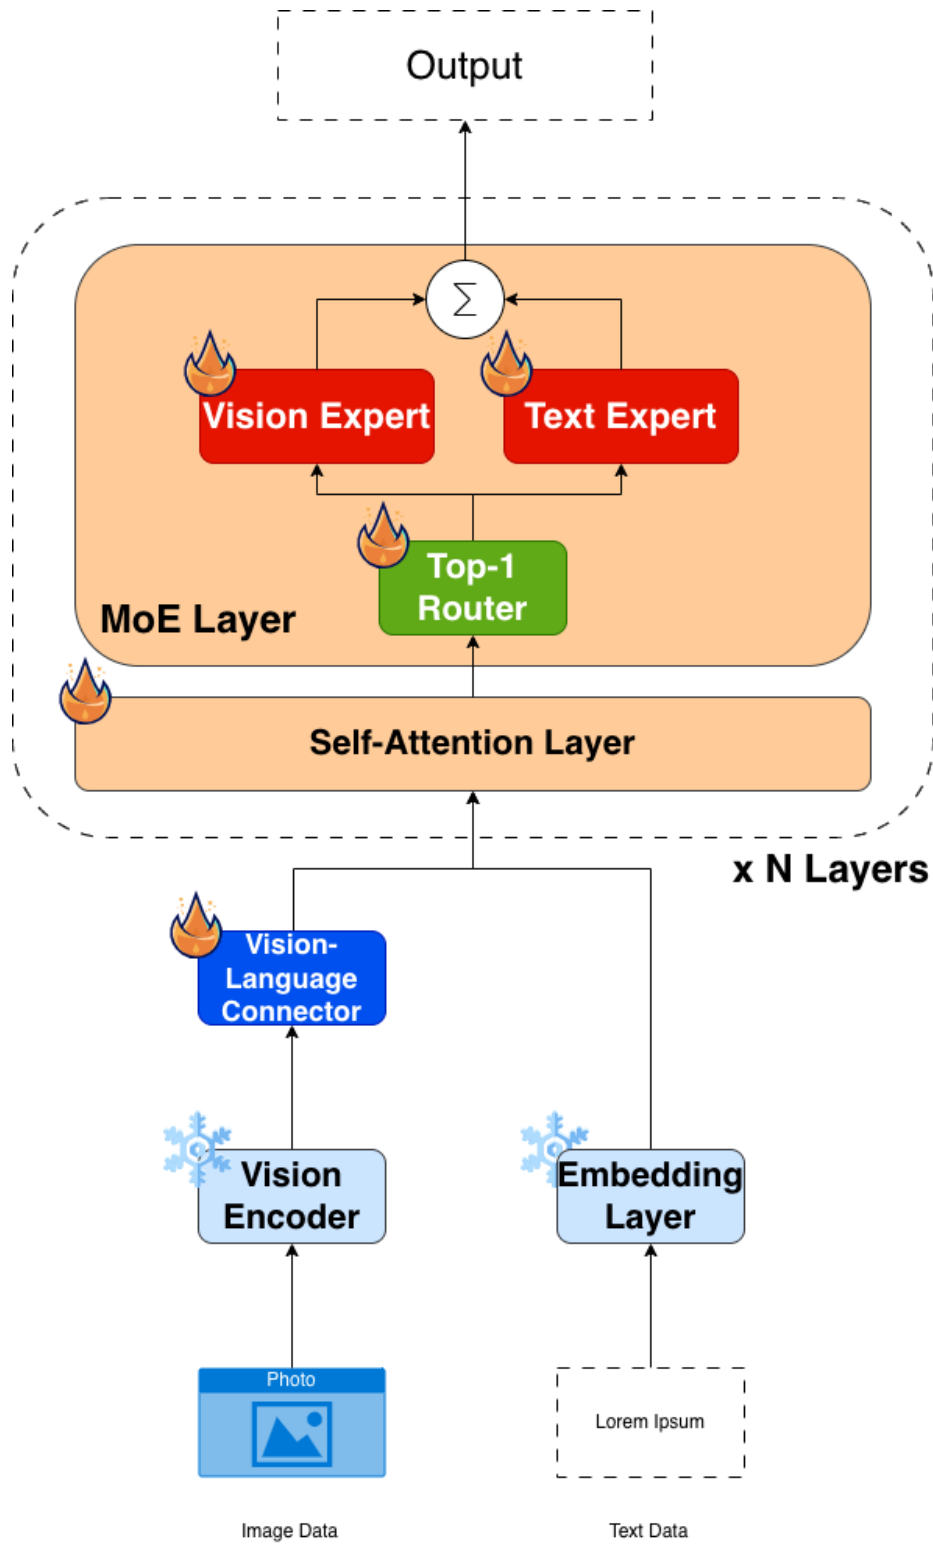 Output
∑
Vision Expert
Text Expert
Top-1
Router
MoE Layer
Self-Attention Layer
x N Layers
Vision-
Language
Connector
Vision
Encoder
Embedding
Layer
Photo
Lorem Ipsum
Image Data
Text Data